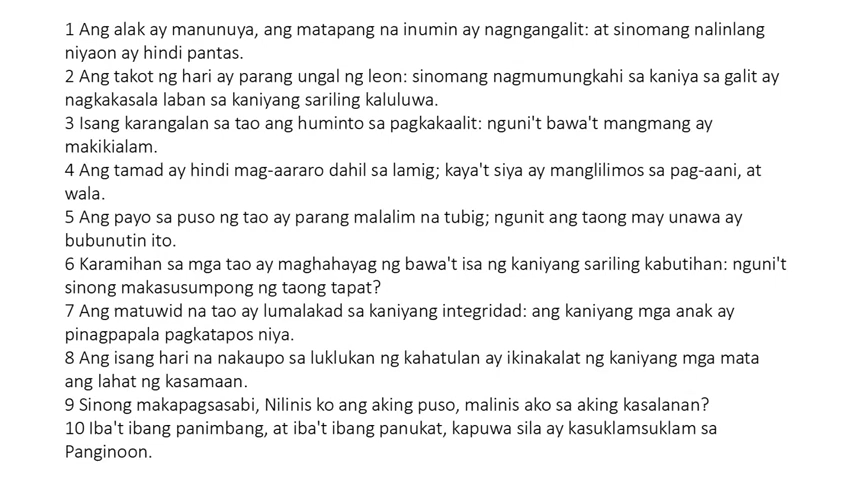 1 Ang alak ay manunuya, ang matapang na inumin ay nagngangalit: at sinomang nalinlang
niyaon ay hindi pantas.
2 Ang takot ng hari ay parang ungal ng leon: sinomang nagmumungkahi sa kaniya sa galit ay
nagkakasala laban sa kaniyang sariling kaluluwa.
3 Isang karangalan sa tao ang huminto sa pagkakaalit: nguni't bawa't mangmang ay
makikialam.
4 Ang tamad ay hindi mag-aararo dahil sa lamig; kaya't siya ay manglilimos sa pag-aani, at
wala.
5 Ang payo sa puso ng tao ay parang malalim na tubig; ngunit ang taong may unawa ay
bubunutin ito.
6 Karamihan sa mga tao ay maghahayag ng bawa't isa ng kaniyang sariling kabutihan: nguni't
sinong makasusumpong ng taong tapat?
7 Ang matuwid na tao ay lumalakad sa kaniyang integridad: ang kaniyang mga anak ay
pinagpapala pagkatapos niya.
8 Ang isang hari na nakaupo sa luklukan ng kahatulan ay ikinakalat ng kaniyang mga mata
ang lahat ng kasamaan.
9 Sinong makapagsasabi, Nilinis ko ang aking puso, malinis ako sa aking kasalanan?
10 Iba't ibang panimbang, at iba't ibang panukat, kapuwa sila ay kasuklamsuklam sa
Panginoon.